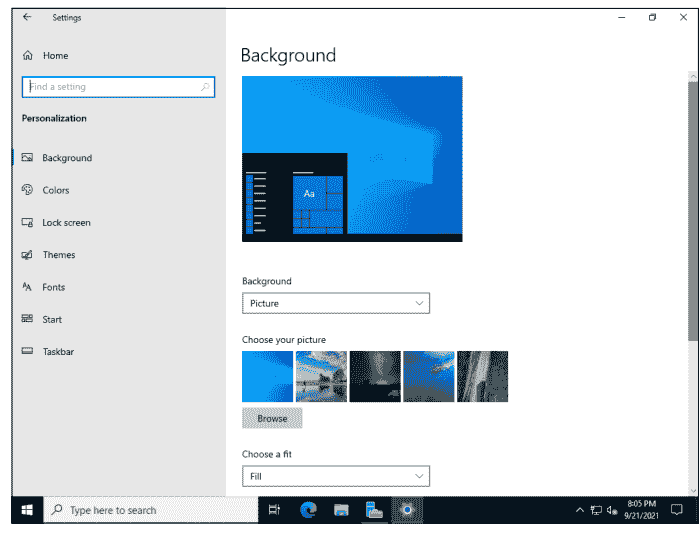 Settings
Home
Find a setting
Personalization
Background
Colors
Lock screen
Themes
Fonts
Start
Taskbar
Background
Aa
Background
Picture
Choose your picture
Browse
Choose a fit
Fill
Type here to search
8:05 PM
9/21/2021